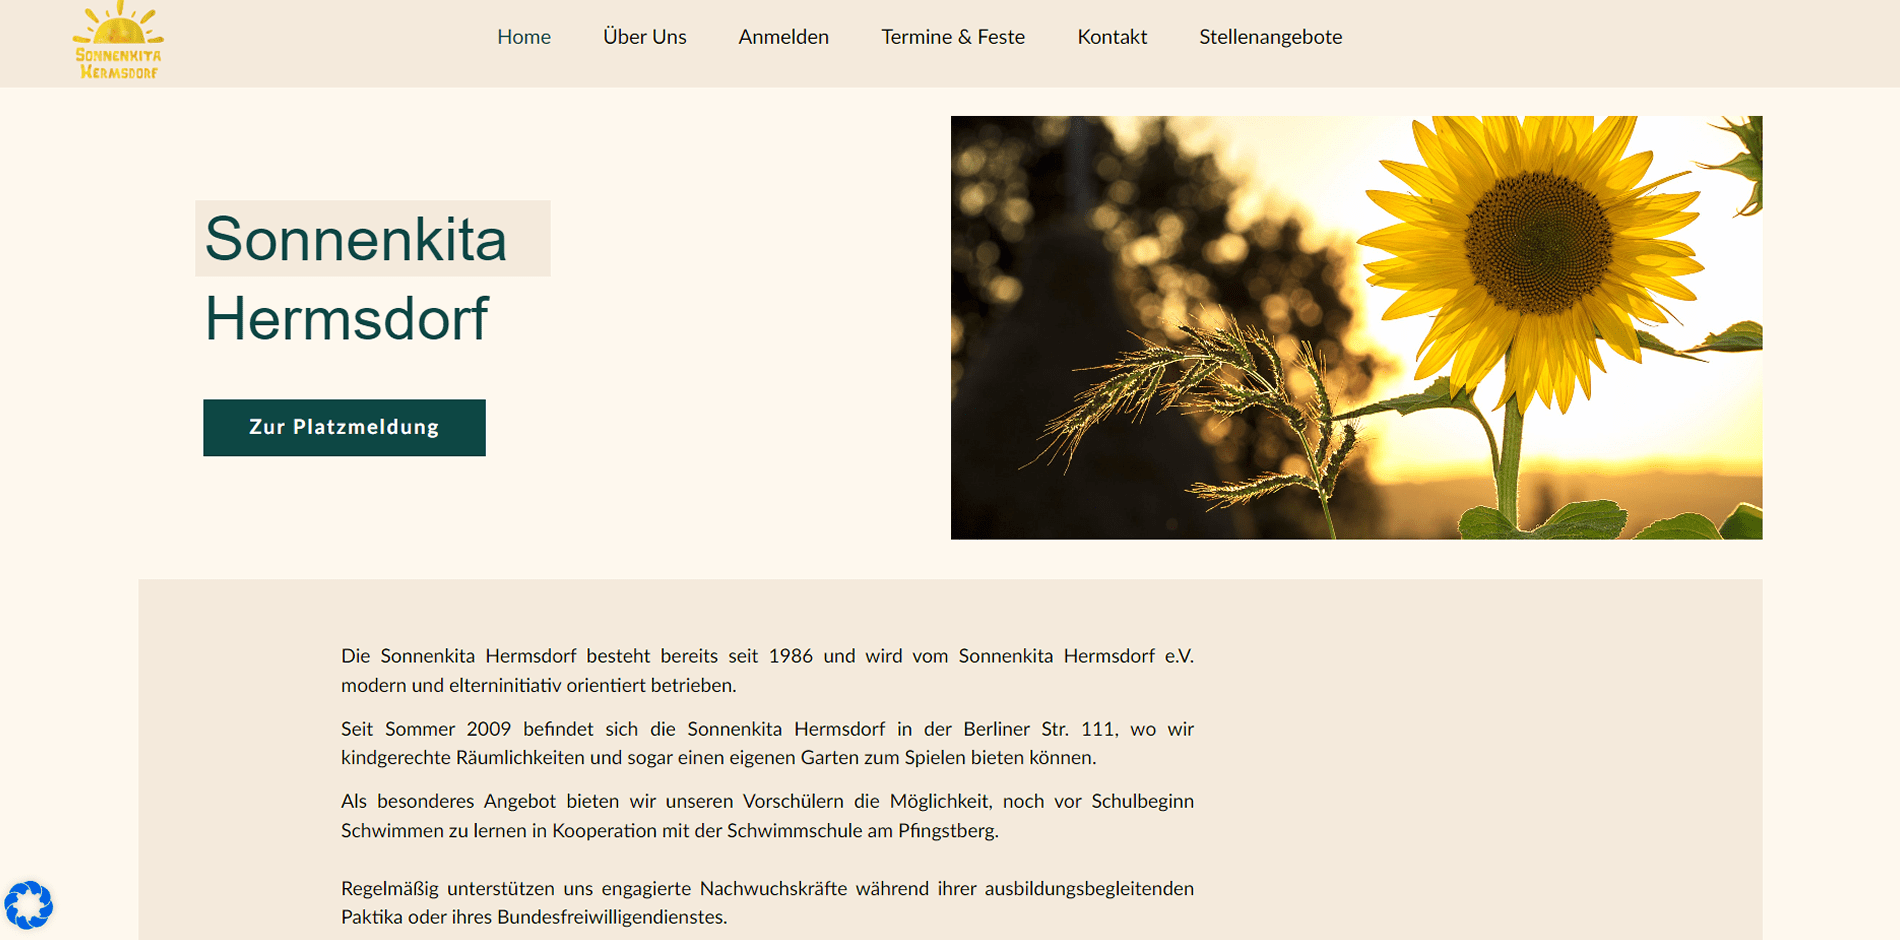 SONNENKITA
HERMSDORF
Home
Über Uns
Anmelden
Termine & Feste
Kontakt
Stellenangebote
Sonnenkita
Hermsdorf
Zur Platzmeldung
Die Sonnenkita Hermsdorf besteht bereits seit 1986 und wird vom Sonnenkita Hermsdorf e.V.
modern und elterninitiativ orientiert betrieben.
Seit Sommer 2009 befindet sich die Sonnenkita Hermsdorf in der Berliner Str. 111, wo wir
kindgerechte Räumlichkeiten und sogar einen eigenen Garten zum Spielen bieten können.
Als besonderes Angebot bieten wir unseren Vorschülern die Möglichkeit, noch vor Schulbeginn
Schwimmen zu lernen in Kooperation mit der Schwimmschule am Pfingstberg.
Regelmäßig unterstützen uns engagierte Nachwuchskräfte während ihrer ausbildungsbegleitenden
Paktika oder ihres Bundesfreiwilligendienstes.